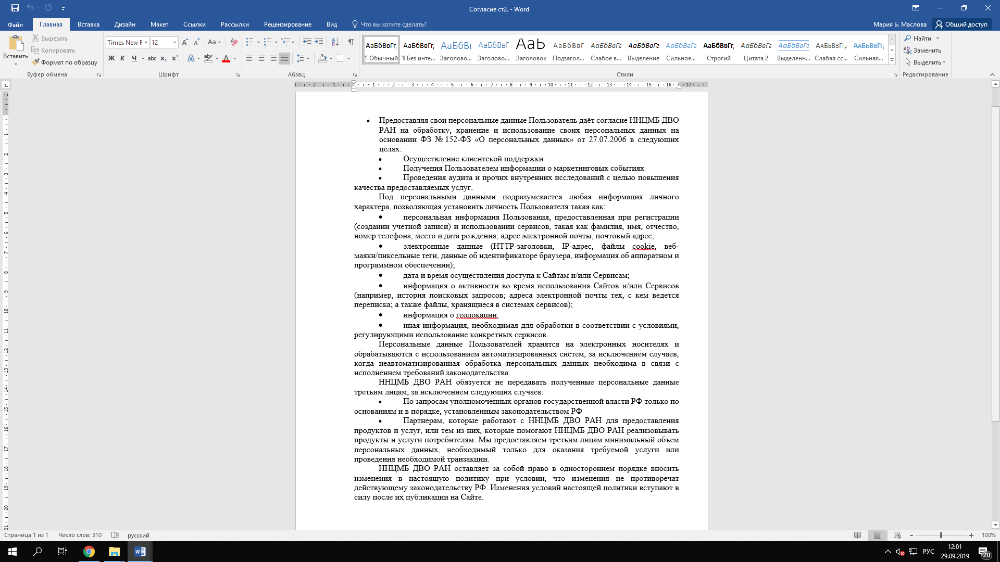 Согласие ст2. - Word
Файл Главная Вставка Дизайн Макет Ссылки Рассылки Рецензирование Вид Что вы хотите сделать? Мария Б. Маслова Общий доступ
Вставить
Вырезать
Копировать
Формат по образцу
Буфер обмена
Times New R 12
Aa
Ж К Ч abc x₂ x² A A
Шрифт
Абзац
АаБбВвГг, АаБбВвГг, АаБбВ АаБбВвГ АаБ АаБбВвГ АаБбВвГг АаБбВвГг АаБбВвГг АаБбВвГг, АаБбВвГг АаБбВвГг ААБбВвГг, ААБбВвГг,
¶ Обычный ¶ Без инте... Заголово... Заголово... Заголовок Подзагол... Слабое в... Выделение Сильное... Строгий Цитата 2 Выделенн... Слабая сс... Сильная...
Стили
Найти
Заменить
Выделить
Редактирование
3 2 1 1 2 3 4 5 6 7 8 9 10 11 12 13 14 15 16 17
• Предоставляя свои персональные данные Пользователь даёт согласие ННЦМБ ДВО
РАН на обработку, хранение и использование своих персональных данных на
основании ФЗ № 152-ФЗ «О персональных данных» от 27.07.2006 в следующих
целях:
• Осуществление клиентской поддержки
• Получения Пользователем информации о маркетинговых событиях
• Проведения аудита и прочих внутренних исследований с целью повышения
качества предоставляемых услуг.
Под персональными данными подразумевается любая информация личного
характера, позволяющая установить личность Пользователя такая как:
• персональная информация Пользования, предоставленная при регистрации
(создании учетной записи) и использовании сервисов, такая как фамилия, имя, отчество,
номер телефона, место и дата рождения; адрес электронной почты, почтовый адрес;
• электронные данные (HTTP-заголовки, IP-адрес, файлы cookie, веб-
маяки/пиксельные теги, данные об идентификаторе браузера, информация об аппаратном и
программном обеспечении);
• дата и время осуществления доступа к Сайтам и/или Сервисам;
• информация о активности во время использования Сайтов и/или Сервисов
(например, история поисковых запросов; адреса электронной почты тех, с кем ведется
переписка; а также файлы, хранящиеся в системах сервисов);
• информация о геолокации;
• иная информация, необходимая для обработки в соответствии с условиями,
регулирующими использование конкретных сервисов.
Персональные данные Пользователей хранятся на электронных носителях и
обрабатываются с использованием автоматизированных систем, за исключением случаев,
когда неавтоматизированная обработка персональных данных необходима в связи с
исполнением требований законодательства.
ННЦМБ ДВО РАН обязуется не передавать полученные персональные данные
третьим лицам, за исключением следующих случаев:
• По запросам уполномоченных органов государственной власти РФ только по
основаниям и в порядке, установленным законодательством РФ
• Партнерам, которые работают с ННЦМБ ДВО РАН для предоставления
продуктов и услуг, или тем из них, которые помогают ННЦМБ ДВО РАН реализовывать
продукты и услуги потребителям. Мы предоставляем третьим лицам минимальный объем
персональных данных, необходимый только для оказания требуемой услуги или
проведения необходимой транзакции.
ННЦМБ ДВО РАН оставляет за собой право в одностороннем порядке вносить
изменения в настоящую политику при условии, что изменения не противоречат
действующему законодательству РФ. Изменения условий настоящей политики вступают в
силу после их публикации на Сайте.
Страница 1 из 1 Число слов: 310 русский 100%
РУС 12:01
29.09.2019
20